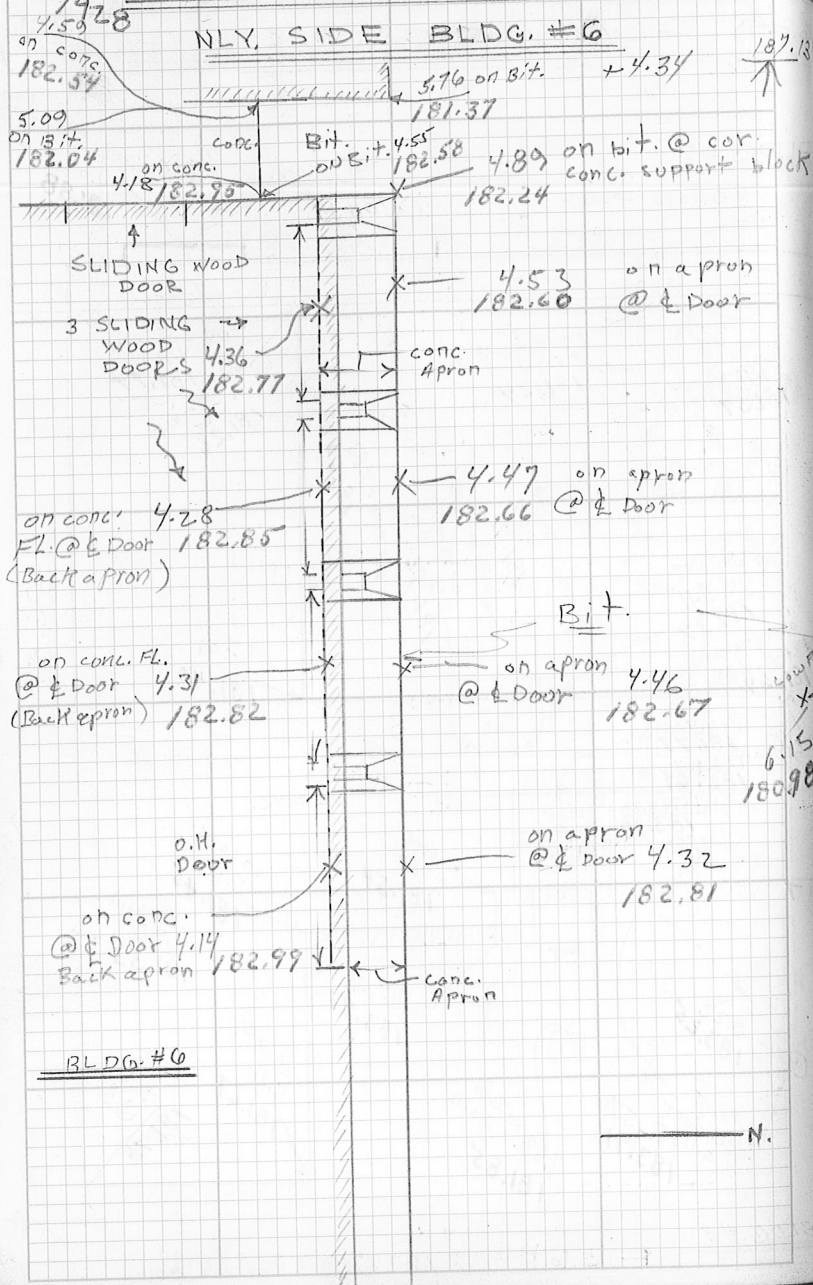 1928
NLY. SIDE BLDG. #6
4.59
on conc.
182.54
5.76 on Bit.
181.37
+4.34
187.13
5.09
on Bit.
182.04
conc.
Bit.
on Bit. 4.55
182.58
on conc.
4.18 182.95
4.89 on bit. @ cor.
conc. support block
182.24
SLIDING WOOD
DOOR
4.53 on apron
182.60 @ ℄ Door
3 SLIDING
WOOD
DOORS
4.36
182.77
conc.
Apron
4.47 on apron
182.66 @ ℄ Door
on conc. 4.28
FL. @ ℄ Door 182.85
(Back apron)
Bit.
on conc. FL.
@ ℄ Door 4.31
(Back apron) 182.82
on apron
@ ℄ Door 4.46
182.67
6.15
180.98
O.H.
Door
on apron
@ ℄ Door 4.32
182.81
on conc.
@ ℄ Door 4.14
Back apron 182.99
conc.
Apron
BLDG. #6
N.